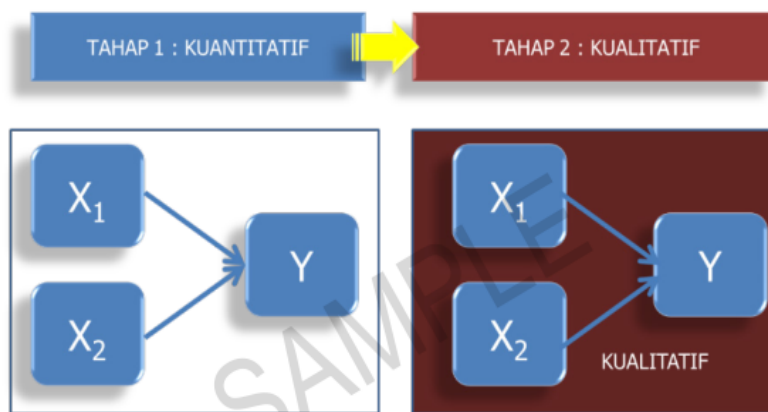 TAHAP 1 : KUANTITATIF
TAHAP 2 : KUALITATIF
X₁
X₂
Y
X₁
X₂
Y
KUALITATIF
SAMPLE